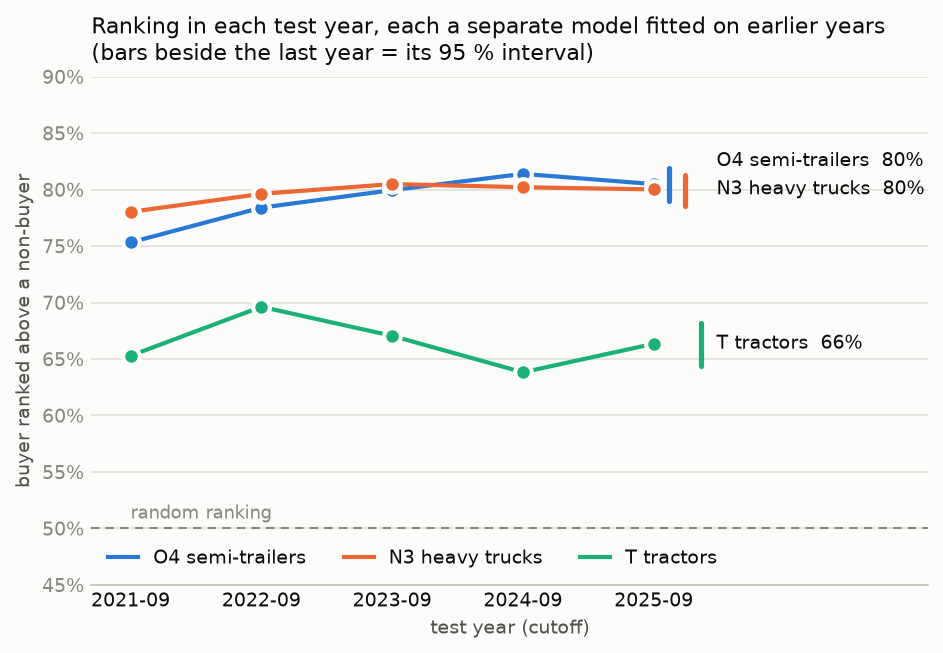 Ranking in each test year, each a separate model fitted on earlier years
(bars beside the last year = its 95 % interval)
buyer ranked above a non-buyer
90%
85%
80%
75%
70%
65%
60%
55%
50%
45%
O4 semi-trailers 80%
N3 heavy trucks 80%
T tractors 66%
random ranking
O4 semi-trailers
N3 heavy trucks
T tractors
2021-09
2022-09
2023-09
2024-09
2025-09
test year (cutoff)